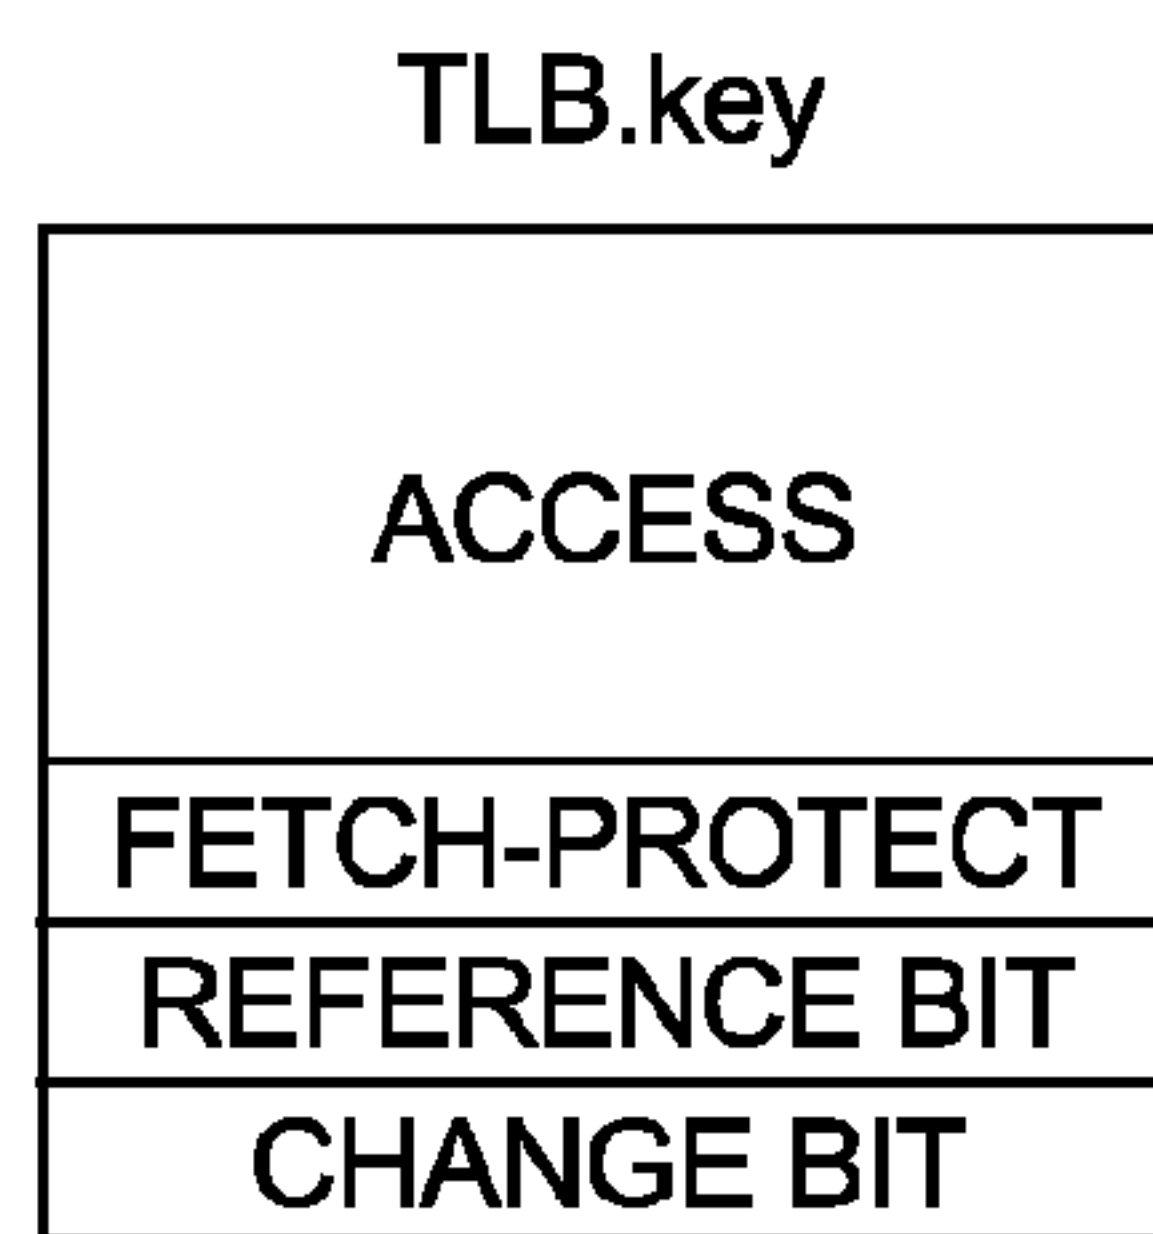 TLB.key
ACCESS
FETCH-PROTECT
REFERENCE BIT
CHANGE BIT